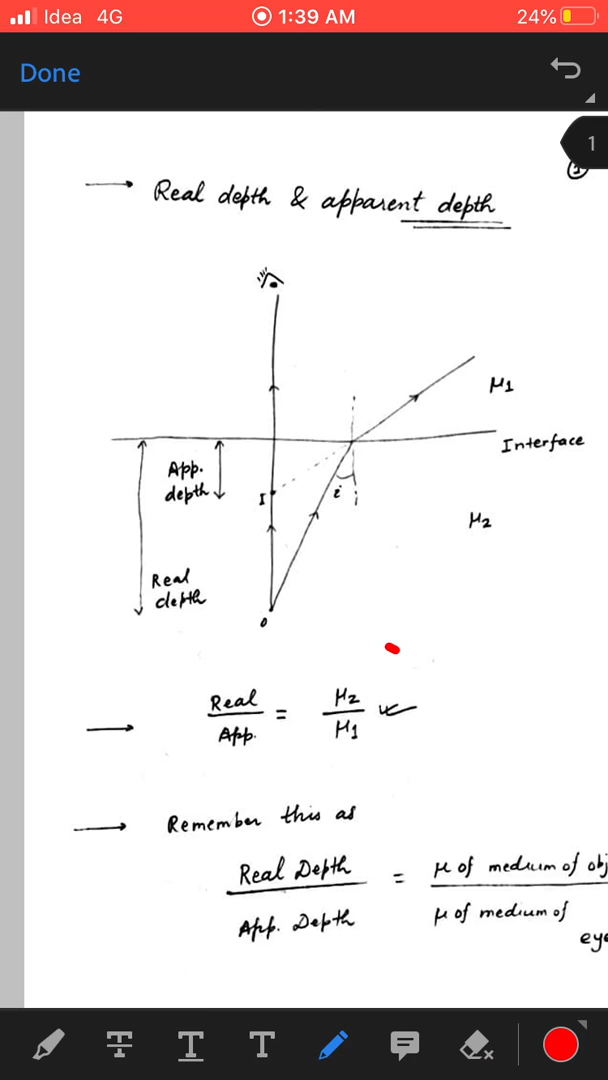 Idea 4G 1:39 AM 24%
Done
1
1
→ Real depth & apparent depth
μ1
Interface
App.
depth
I
i
μ2
Real
depth
O
→ Real / App. = μ2 / μ1
→ Remember this as
Real Depth / App. Depth = μ of medium of obj / μ of medium of
eye
T T T